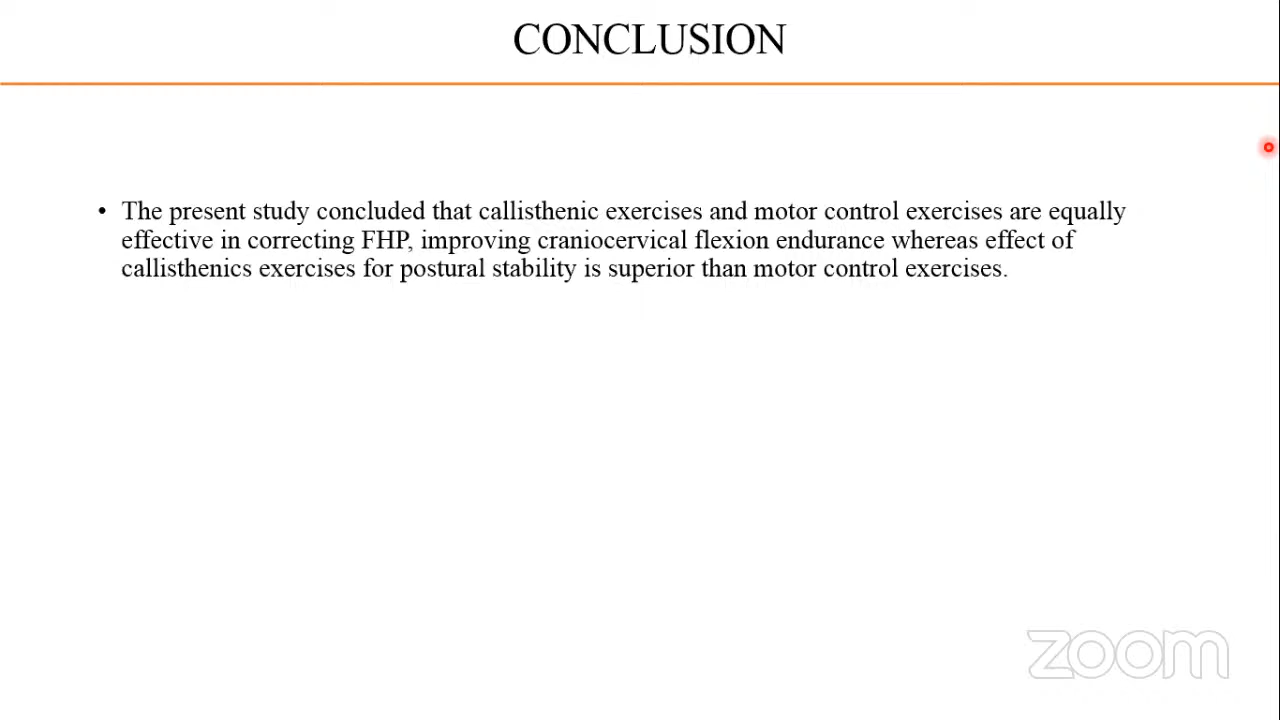 CONCLUSION
• The present study concluded that callisthenic exercises and motor control exercises are equally
effective in correcting FHP, improving craniocervical flexion endurance whereas effect of
callisthenics exercises for postural stability is superior than motor control exercises.
zoom